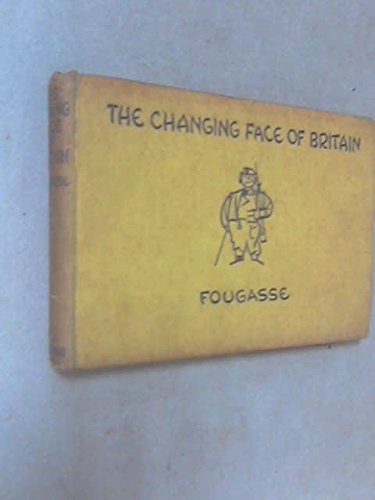 THE CHANGING FACE OF BRITAIN
FOUGASSE